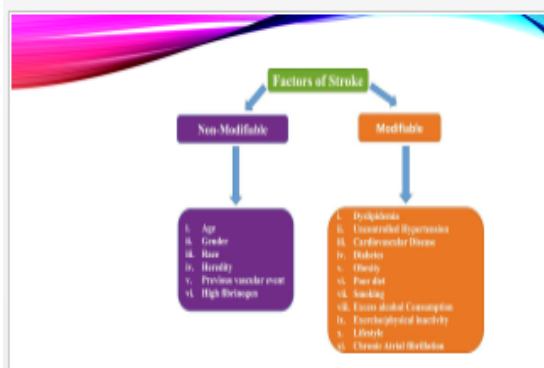 Factors of Stroke
Non-Modifiable
Modifiable
i. Age
ii. Gender
iii. Race
iv. Heredity
v. Previous vascular event
vi. High fibrinogen
i. Dyslipidemia
ii. Uncontrolled Hypertension
iii. Cardiovascular Disease
iv. Diabetes
v. Obesity
vi. Poor diet
vii. Smoking
viii. Excess alcohol Consumption
ix. Exercise/physical inactivity
x. Lifestyle
xi. Chronic Atrial fibrillation